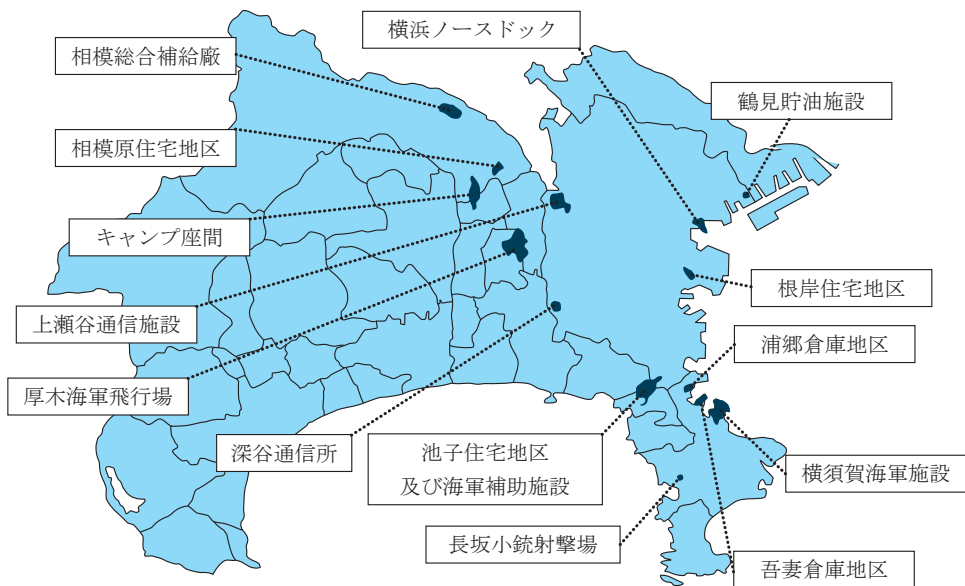 横浜ノースドック
相模総合補給廠
鶴見貯油施設
相模原住宅地区
キャンプ座間
根岸住宅地区
上瀬谷通信施設
浦郷倉庫地区
厚木海軍飛行場
深谷通信所
池子住宅地区
及び海軍補助施設
横須賀海軍施設
長坂小銃射撃場
吾妻倉庫地区